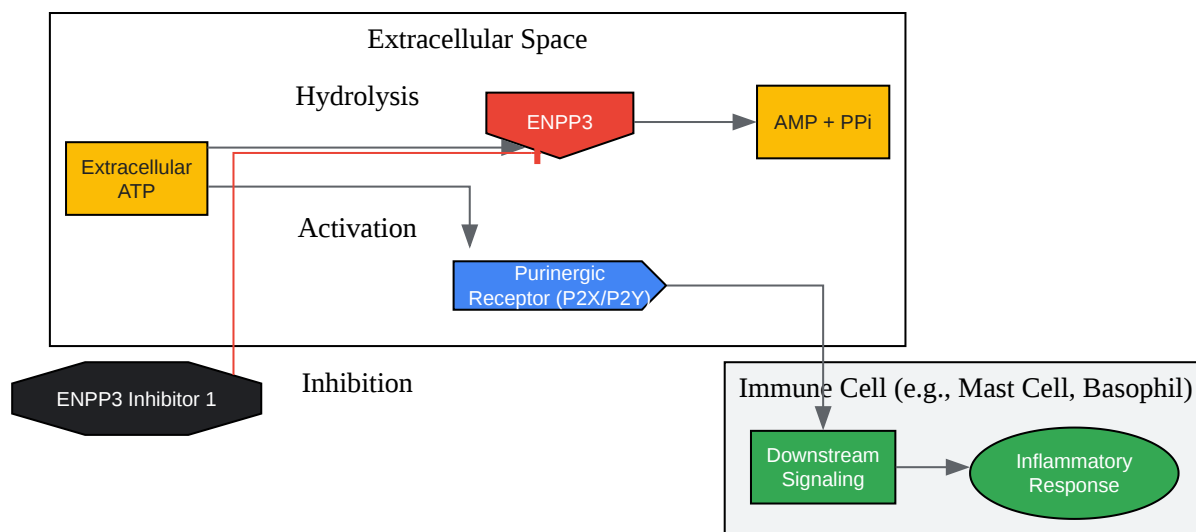 Extracellular Space
Hydrolysis
ENPP3
AMP + PPi
Extracellular
ATP
Activation
Purinergic
Receptor (P2X/P2Y)
Inhibition
ENPP3 Inhibitor 1
Immune Cell (e.g., Mast Cell, Basophil)
Downstream
Signaling
Inflammatory
Response